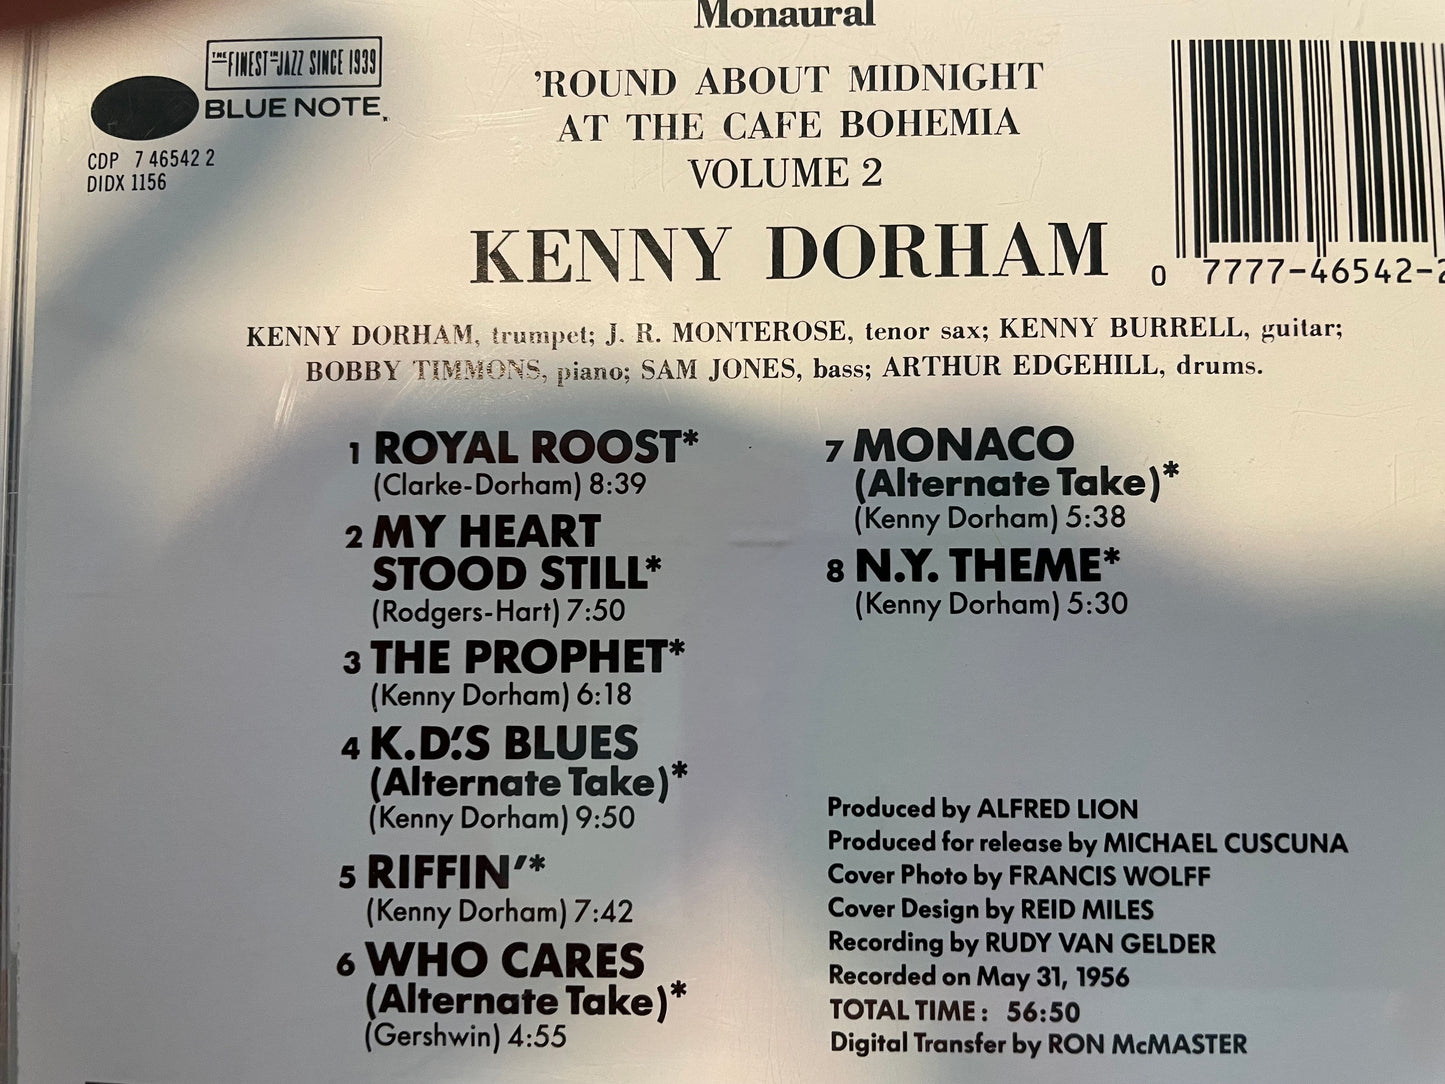 Monaural
THE FINEST IN JAZZ SINCE 1939
BLUE NOTE
CDP 7 46542 2
DIDX 1156
'ROUND ABOUT MIDNIGHT
AT THE CAFE BOHEMIA
VOLUME 2
KENNY DORHAM
0 7777-46542-2
KENNY DORHAM, trumpet; J. R. MONTEROSE, tenor sax; KENNY BURRELL, guitar;
BOBBY TIMMONS, piano; SAM JONES, bass; ARTHUR EDGEHILL, drums.
1 ROYAL ROOST*
(Clarke-Dorham) 8:39
2 MY HEART
STOOD STILL*
(Rodgers-Hart) 7:50
3 THE PROPHET*
(Kenny Dorham) 6:18
4 K.D.'S BLUES
(Alternate Take)*
(Kenny Dorham) 9:50
5 RIFFIN'*
(Kenny Dorham) 7:42
6 WHO CARES
(Alternate Take)*
(Gershwin) 4:55
7 MONACO
(Alternate Take)*
(Kenny Dorham) 5:38
8 N.Y. THEME*
(Kenny Dorham) 5:30
Produced by ALFRED LION
Produced for release by MICHAEL CUSCUNA
Cover Photo by FRANCIS WOLFF
Cover Design by REID MILES
Recording by RUDY VAN GELDER
Recorded on May 31, 1956
TOTAL TIME: 56:50
Digital Transfer by RON McMASTER